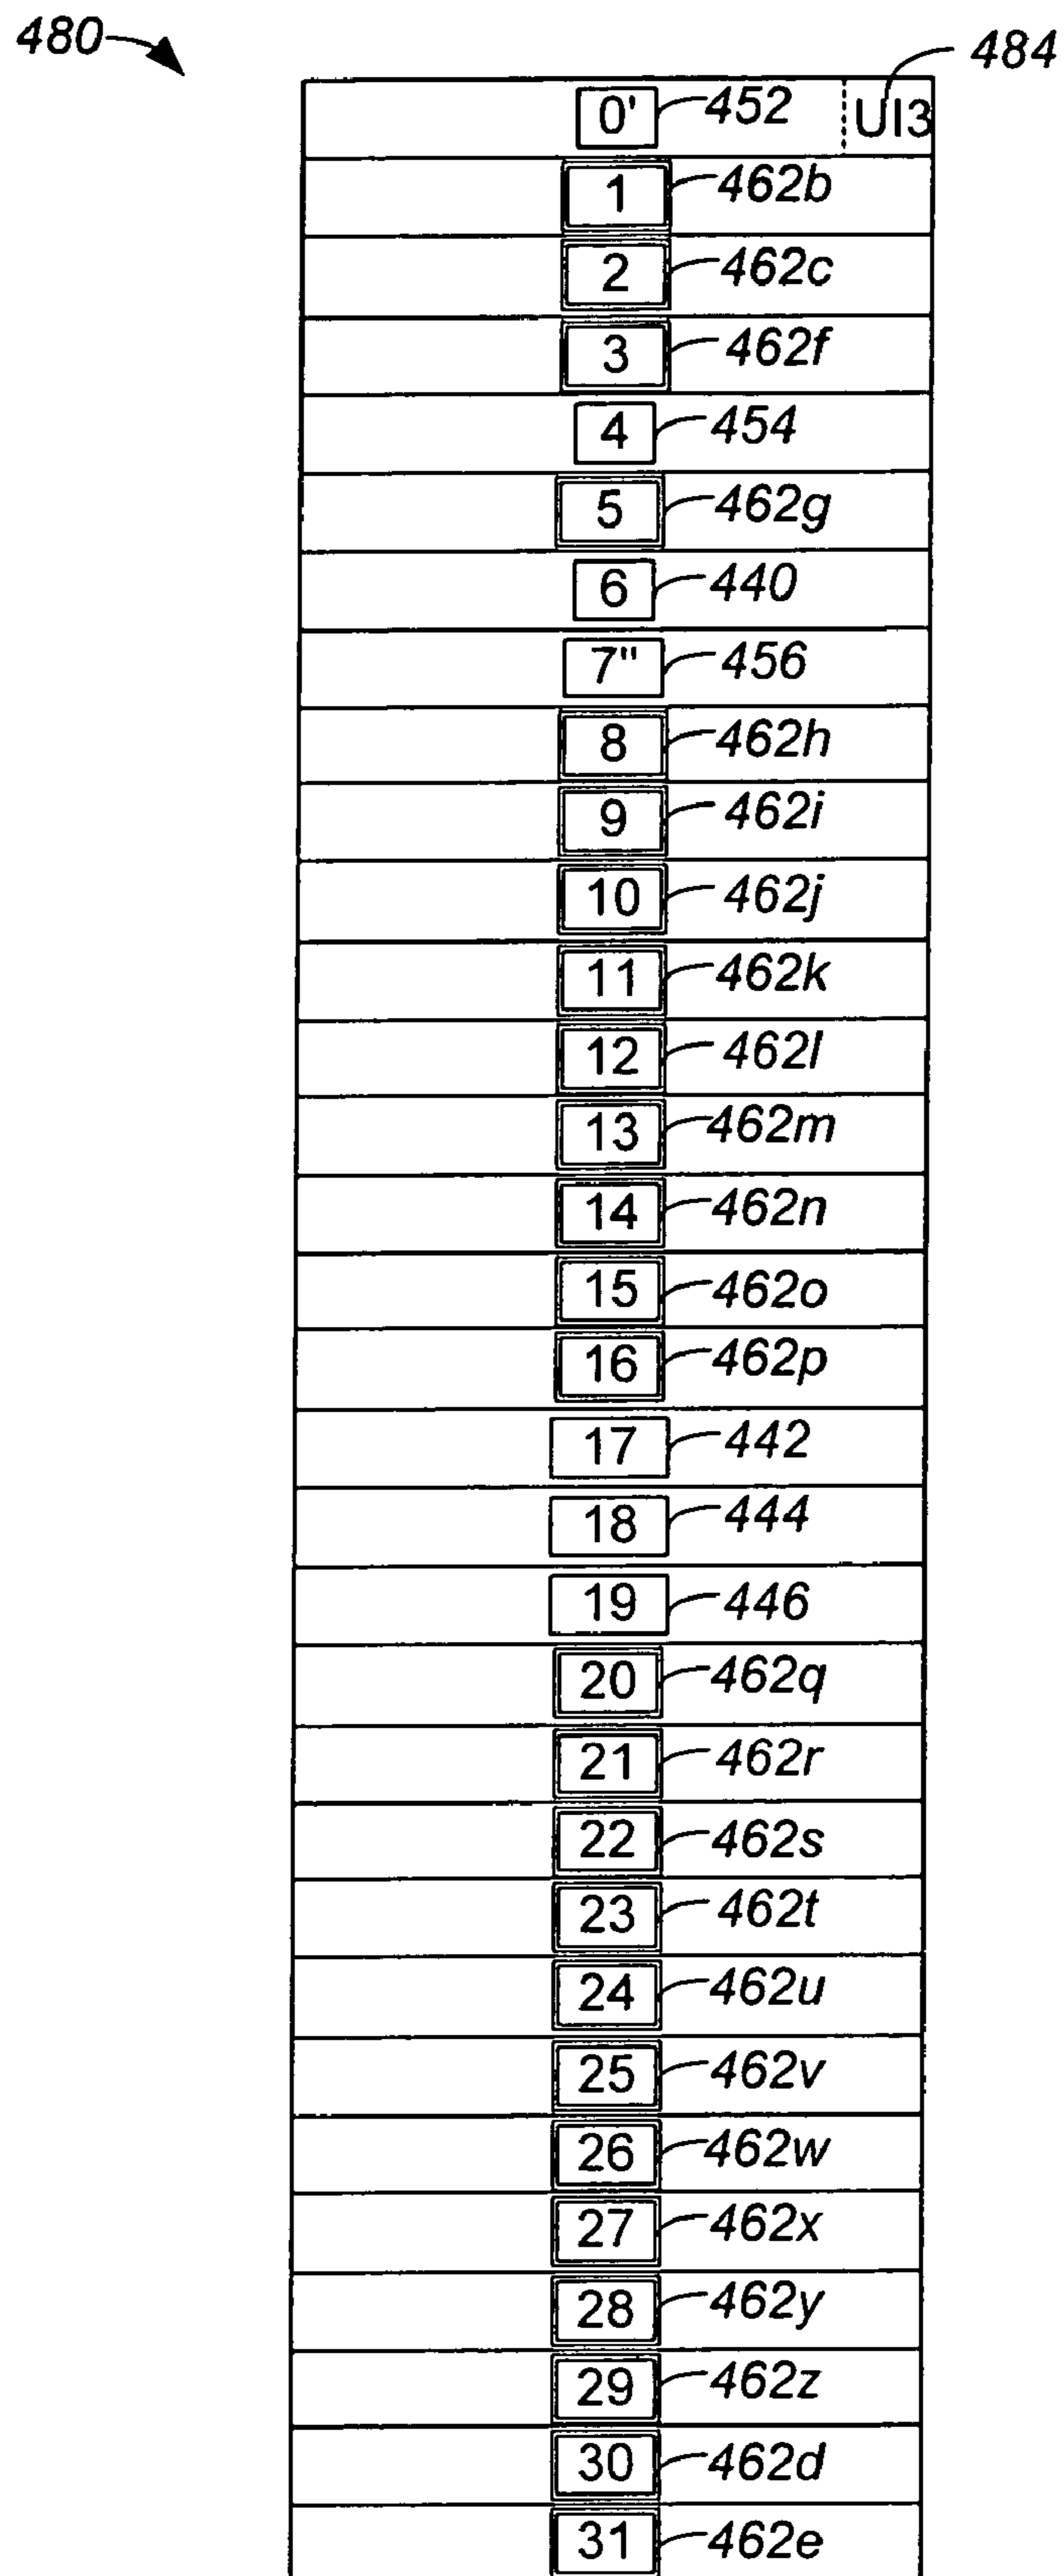 480 484
0' 452 UI3
1 462b
2 462c
3 462f
4 454
5 462g
6 440
7" 456
8 462h
9 462i
10 462j
11 462k
12 462l
13 462m
14 462n
15 462o
16 462p
17 442
18 444
19 446
20 462q
21 462r
22 462s
23 462t
24 462u
25 462v
26 462w
27 462x
28 462y
29 462z
30 462d
31 462e